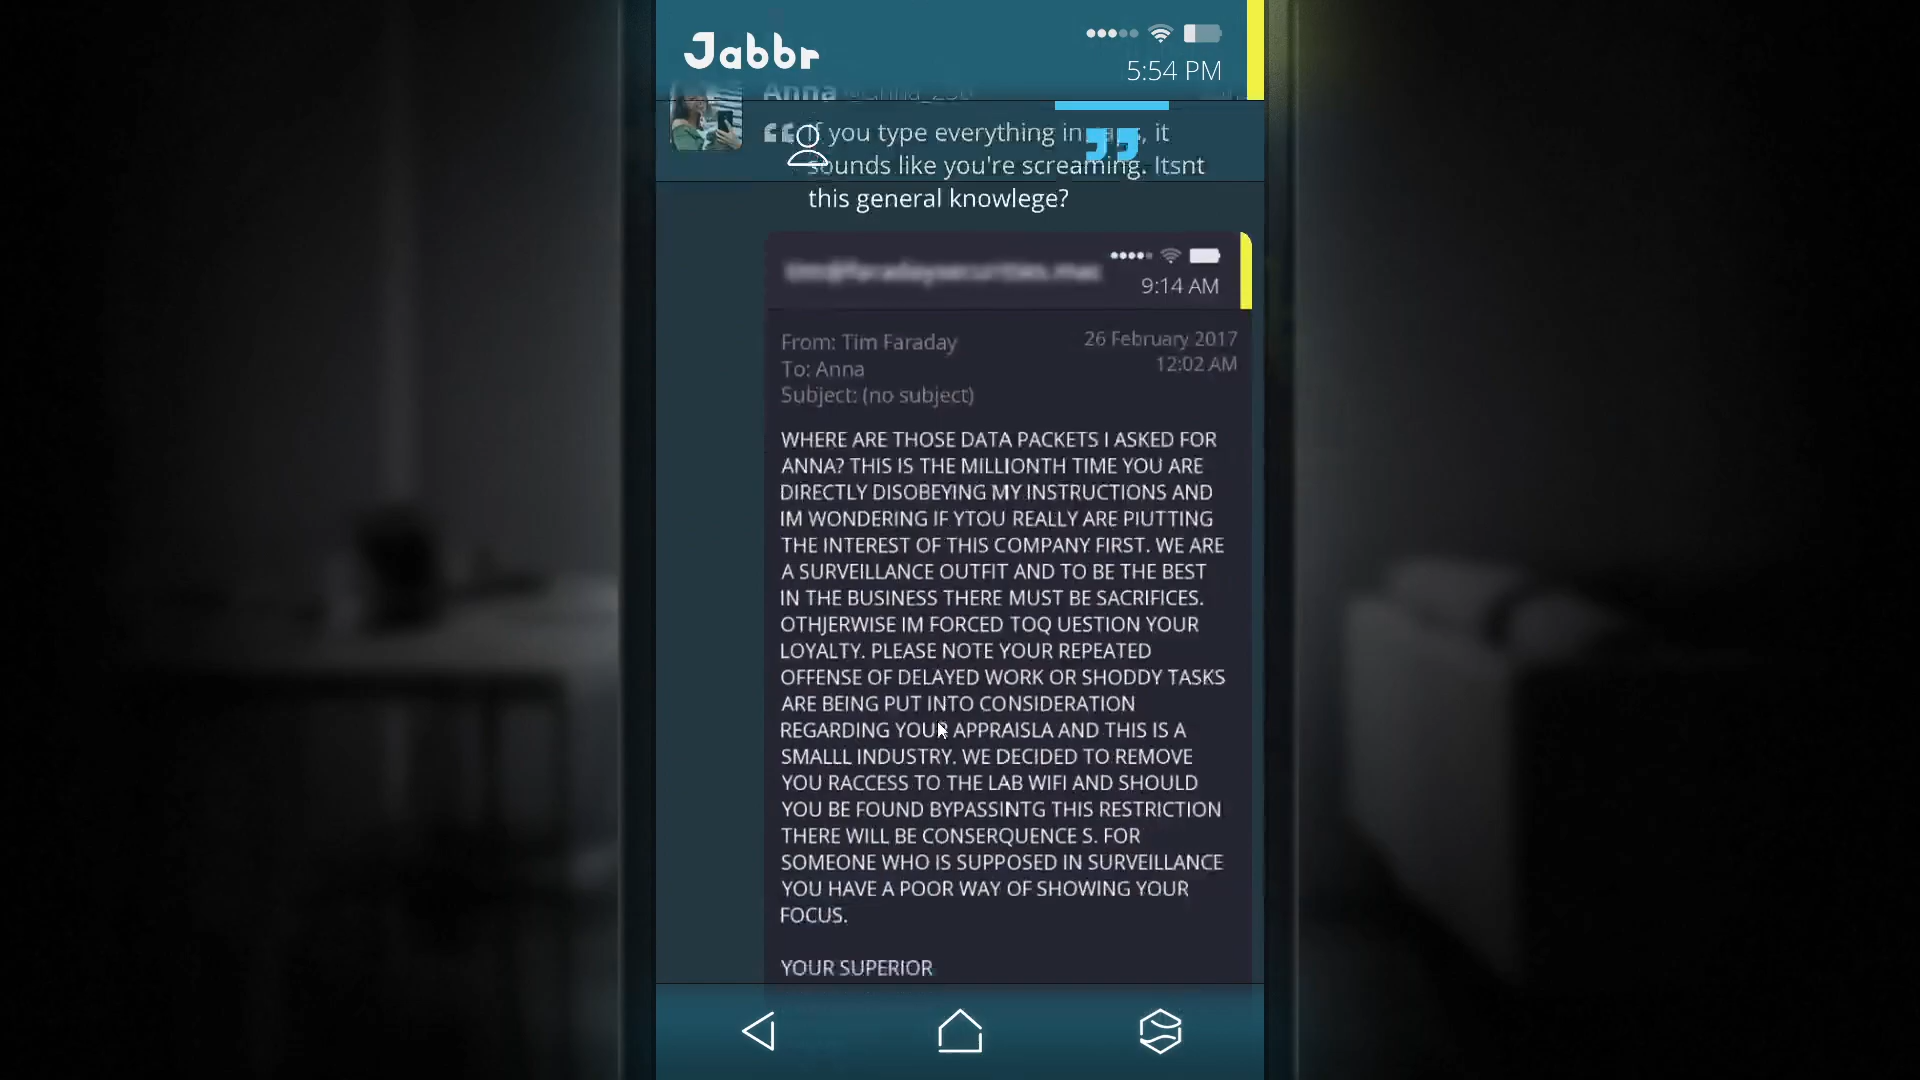 Jabbr
5:54 PM
Anna
If you type everything in caps, it
sounds like you're screaming. Itsnt
this general knowlege?
tim@faradaysecurities.mac
9:14 AM
From: Tim Faraday
26 February 2017
To: Anna
12:02 AM
Subject: (no subject)
WHERE ARE THOSE DATA PACKETS I ASKED FOR
ANNA? THIS IS THE MILLIONTH TIME YOU ARE
DIRECTLY DISOBEYING MY INSTRUCTIONS AND
IM WONDERING IF YTOU REALLY ARE PIUTTING
THE INTEREST OF THIS COMPANY FIRST. WE ARE
A SURVEILLANCE OUTFIT AND TO BE THE BEST
IN THE BUSINESS THERE MUST BE SACRIFICES.
OTHJERWISE IM FORCED TOQ UESTION YOUR
LOYALTY. PLEASE NOTE YOUR REPEATED
OFFENSE OF DELAYED WORK OR SHODDY TASKS
ARE BEING PUT INTO CONSIDERATION
REGARDING YOUR APPRAISLA AND THIS IS A
SMALLL INDUSTRY. WE DECIDED TO REMOVE
YOU RACCESS TO THE LAB WIFI AND SHOULD
YOU BE FOUND BYPASSINTG THIS RESTRICTION
THERE WILL BE CONSERQUENCE S. FOR
SOMEONE WHO IS SUPPOSED IN SURVEILLANCE
YOU HAVE A POOR WAY OF SHOWING YOUR
FOCUS.
YOUR SUPERIOR